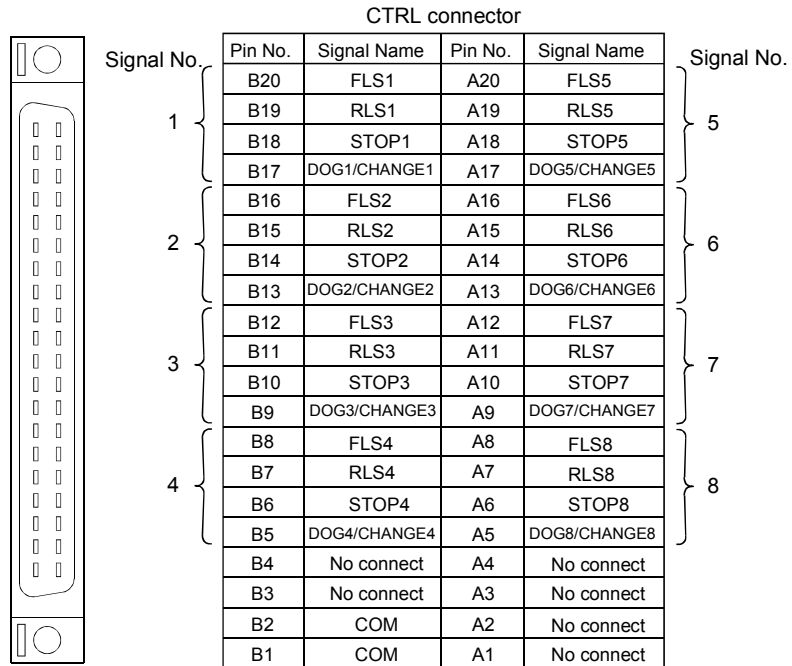 CTRL connector
Signal No.
Pin No. Signal Name Pin No. Signal Name
Signal No.
B20 FLS1 A20 FLS5
B19 RLS1 A19 RLS5
1
B18 STOP1 A18 STOP5
5
B17 DOG1/CHANGE1 A17 DOG5/CHANGE5
B16 FLS2 A16 FLS6
B15 RLS2 A15 RLS6
2
B14 STOP2 A14 STOP6
6
B13 DOG2/CHANGE2 A13 DOG6/CHANGE6
B12 FLS3 A12 FLS7
B11 RLS3 A11 RLS7
3
B10 STOP3 A10 STOP7
7
B9 DOG3/CHANGE3 A9 DOG7/CHANGE7
B8 FLS4 A8 FLS8
B7 RLS4 A7 RLS8
4
B6 STOP4 A6 STOP8
8
B5 DOG4/CHANGE4 A5 DOG8/CHANGE8
B4 No connect A4 No connect
B3 No connect A3 No connect
B2 COM A2 No connect
B1 COM A1 No connect